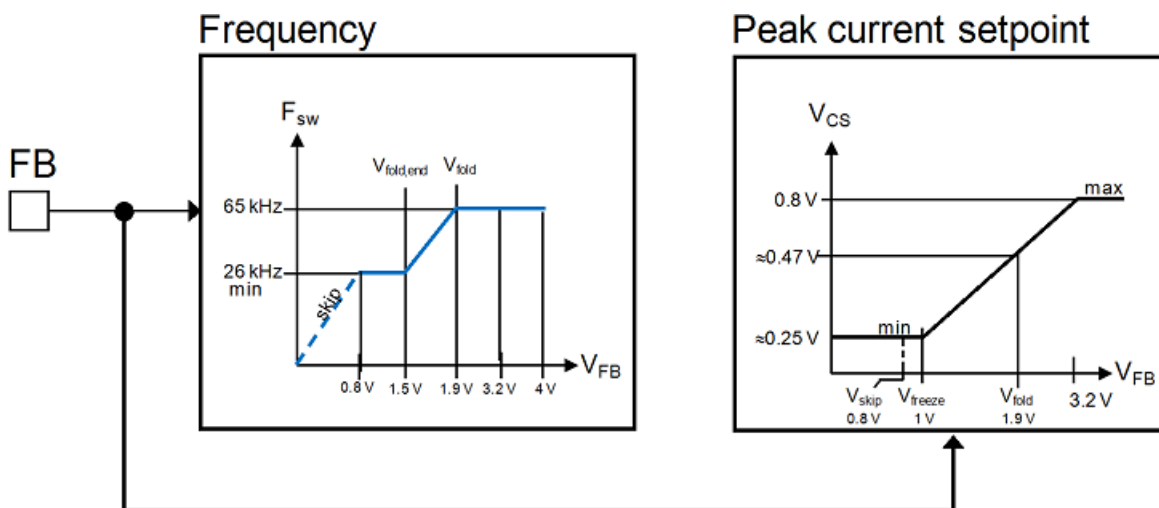 Frequency
Peak current setpoint
FB
Fsw
Vfold,end
Vfold
65 kHz
26 kHz
min
skip
VFB
0.8 V
1.5 V
1.9 V
3.2 V
4 V
VCS
0.8 V
max
≈0.47 V
≈0.25 V
min
VFB
Vskip
0.8 V
Vfreeze
1 V
Vfold
1.9 V
3.2 V